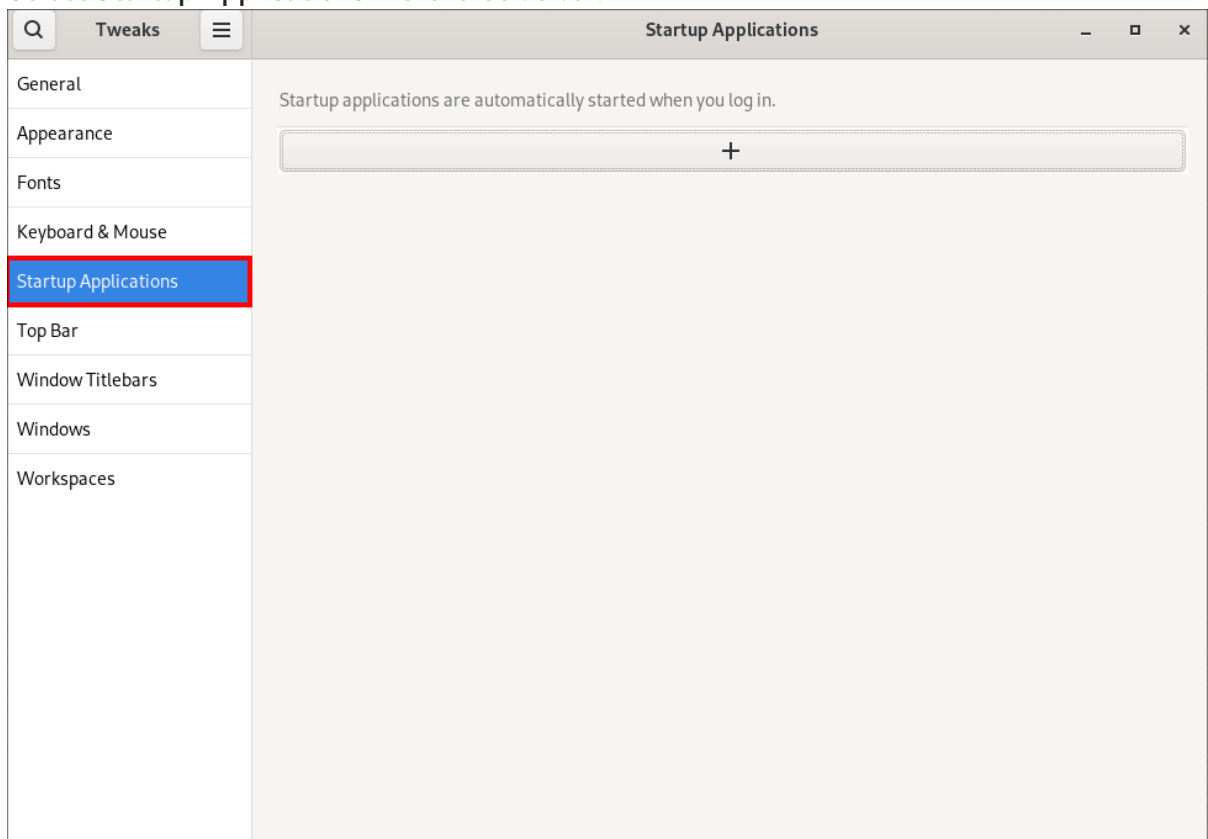 Tweaks
Startup Applications
General
Appearance
Fonts
Keyboard & Mouse
Startup Applications
Top Bar
Window Titlebars
Windows
Workspaces
Startup applications are automatically started when you log in.
+